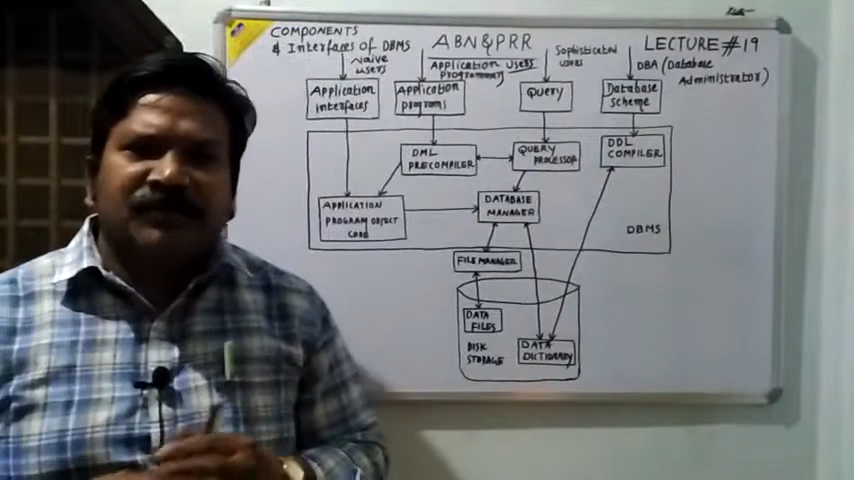 COMPONENTS
& Interfaces of DBMS
ABN&PRR
LECTURE#19
Naive
users
Application Users
Programmers
Sophisticated
users
DBA (Database
Administrator)
Application
interfaces
Application
programs
Query
Database
Scheme
DML
PRECOMPILER
QUERY
PROCESSOR
DDL
COMPILER
APPLICATION
PROGRAM OBJECT
CODE
DATABASE
MANAGER
DBMS
FILE MANAGER
DATA
FILES
DISK
STORAGE
DATA
DICTIONARY